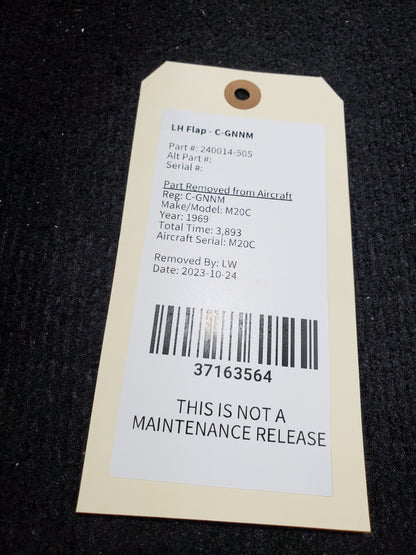 LH Flap - C-GNNM
Part #: 240014-505
Alt Part #:
Serial #:
Part Removed from Aircraft
Reg: C-GNNM
Make/Model: M20C
Year: 1969
Total Time: 3,893
Aircraft Serial: M20C
Removed By: LW
Date: 2023-10-24
37163564
THIS IS NOT A
MAINTENANCE RELEASE